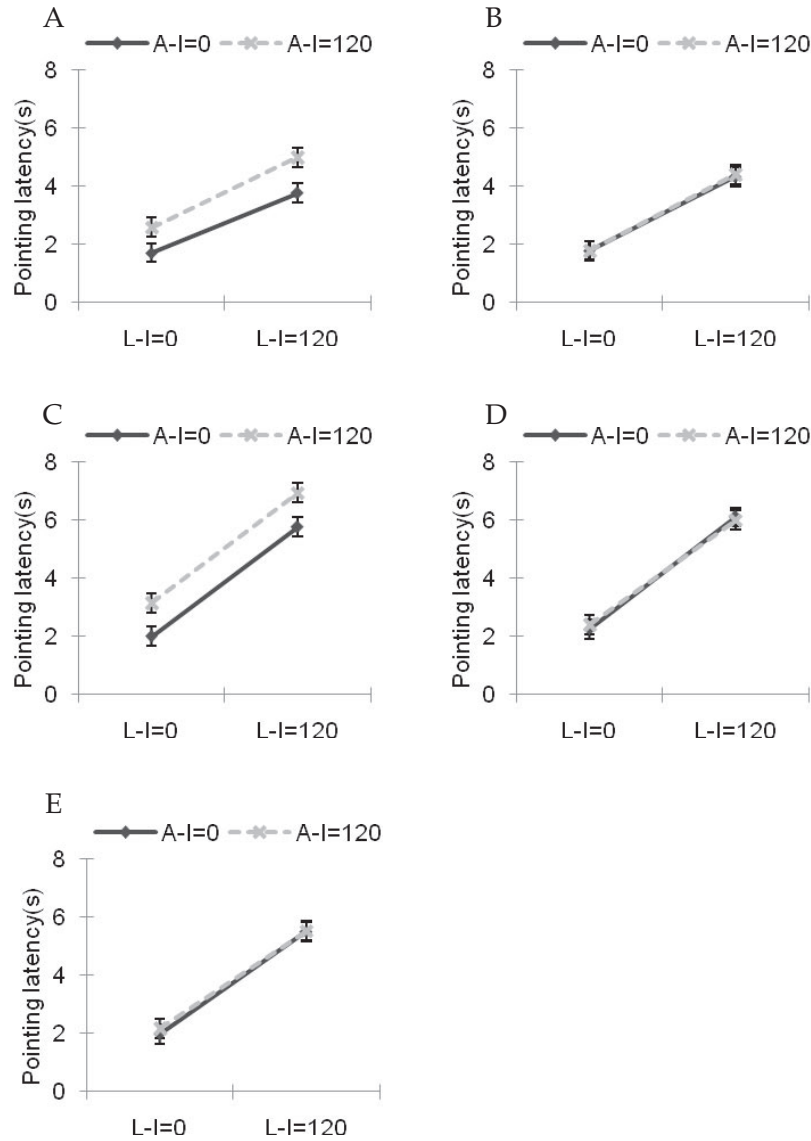 A
A-I=0 A-I=120
Pointing latency(s)
8
6
4
2
0
L-I=0 L-I=120
B
A-I=0 A-I=120
Pointing latency(s)
8
6
4
2
0
L-I=0 L-I=120
C
A-I=0 A-I=120
Pointing latency(s)
8
6
4
2
0
L-I=0 L-I=120
D
A-I=0 A-I=120
Pointing latency(s)
8
6
4
2
0
L-I=0 L-I=120
E
A-I=0 A-I=120
Pointing latency(s)
8
6
4
2
0
L-I=0 L-I=120